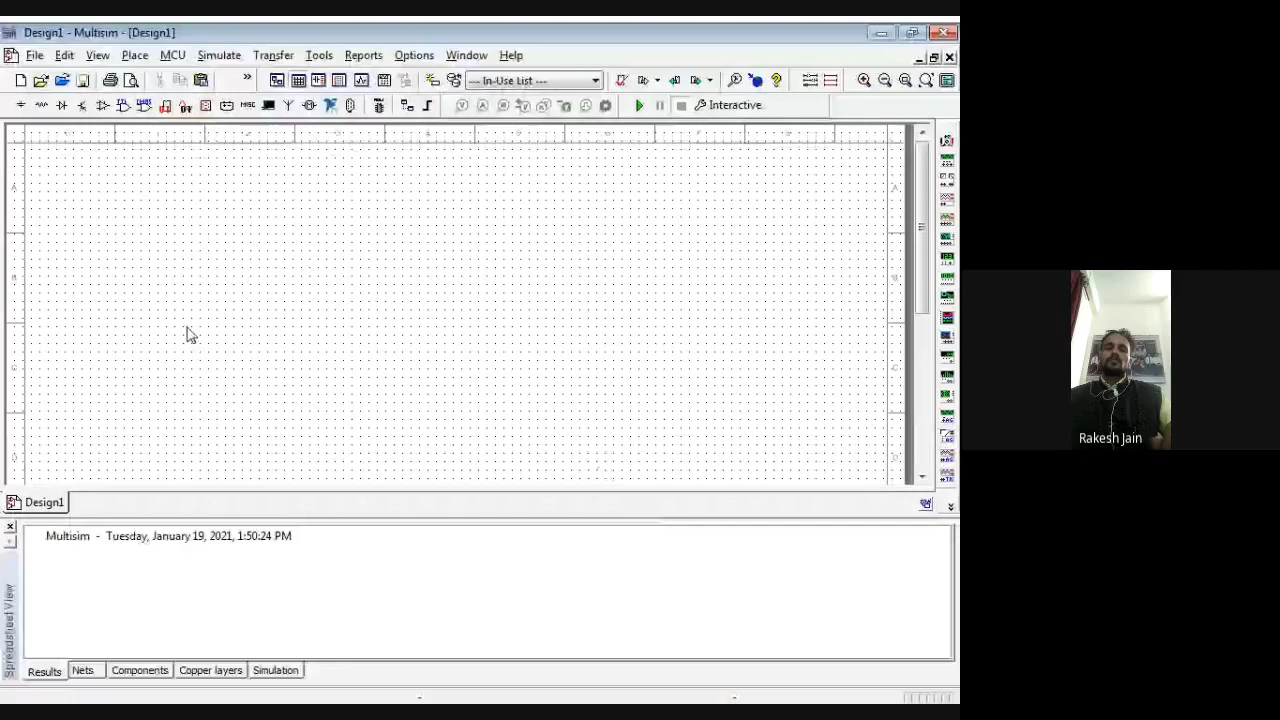 Design1 - Multisim - [Design1]
File Edit View Place MCU Simulate Transfer Tools Reports Options Window Help
--- In-Use List ---
Interactive
A A
B B
C C
D D
Design1
Multisim - Tuesday, January 19, 2021, 1:50:24 PM
Spreadsheet View
Results Nets Components Copper layers Simulation
Rakesh Jain